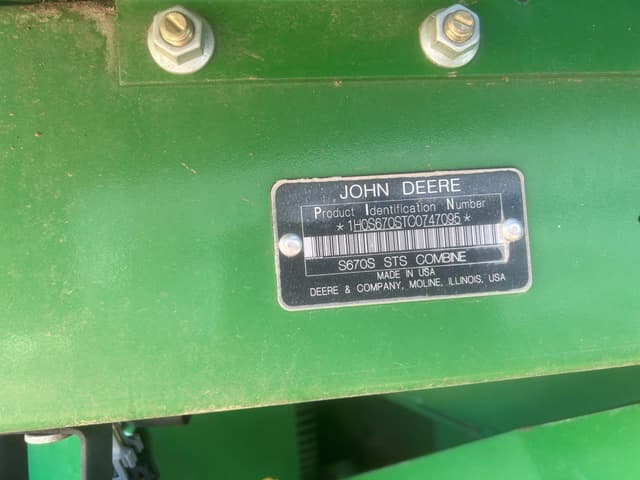 JOHN DEERE
Product Identification Number
*1H0S670STC0747095*
S670S STS COMBINE
MADE IN USA
DEERE & COMPANY, MOLINE, ILLINOIS, USA